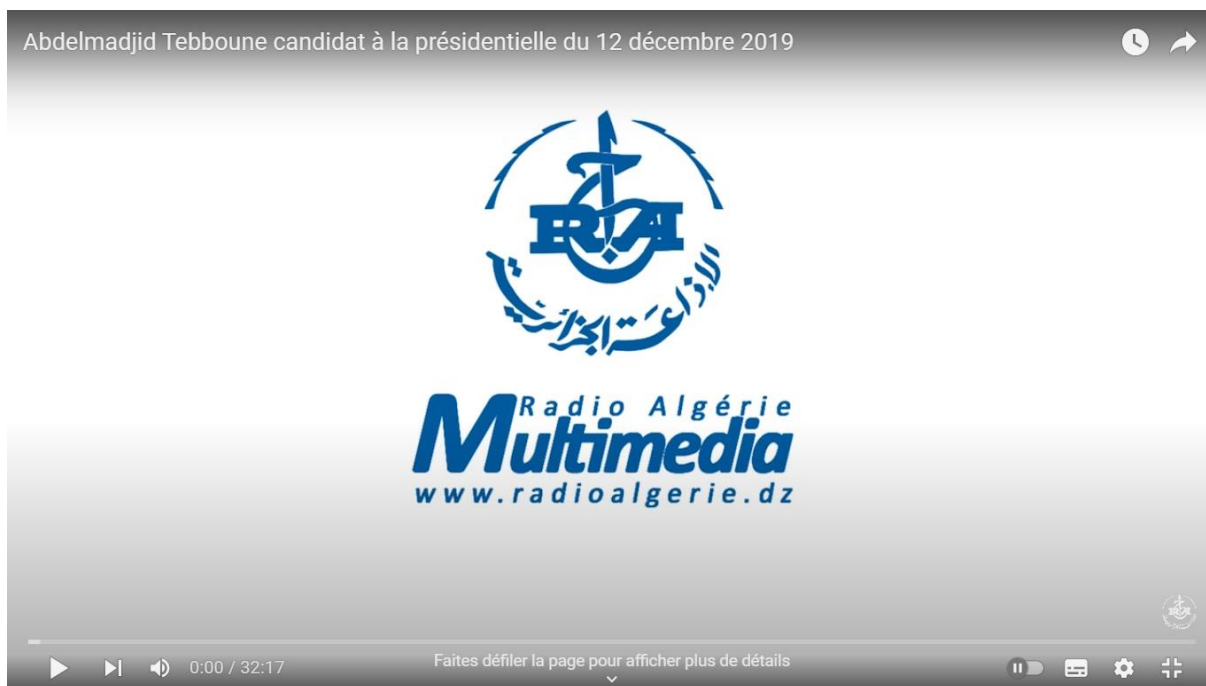 Abdelmadjid Tebboune candidat à la présidentielle du 12 décembre 2019
RAI
الإذاعة الجزائرية
Radio Algérie
Multimedia
www.radioalgerie.dz
0:00 / 32:17
Faites défiler la page pour afficher plus de détails